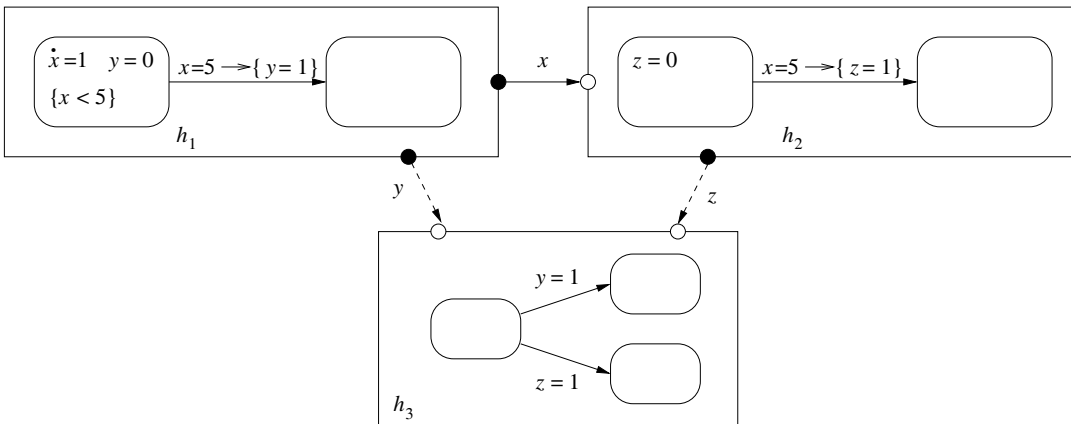 ẋ=1 y = 0
{x < 5}
x=5 → { y = 1}
h₁
x
z = 0
x=5 → { z = 1}
h₂
y
z
y = 1
z = 1
h₃